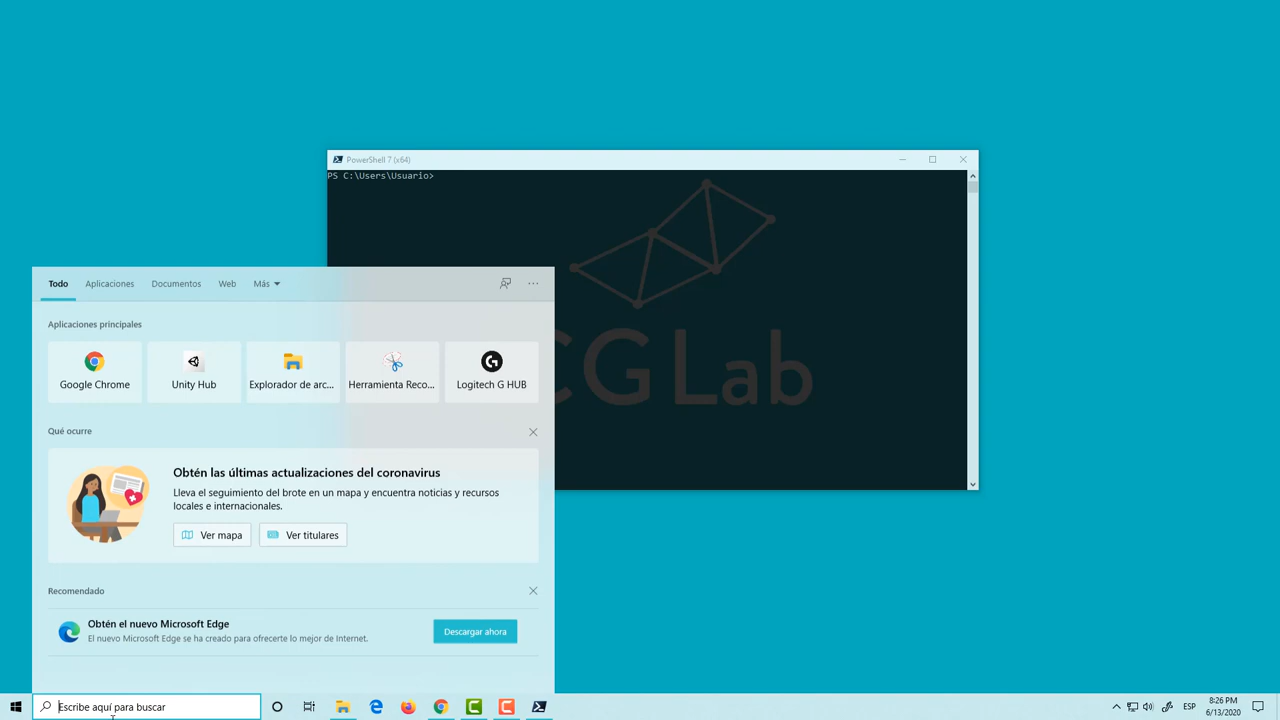 PowerShell 7 (x64)
PS C:\Users\Usuario>
CG Lab
Todo Aplicaciones Documentos Web Más
Aplicaciones principales
Google Chrome Unity Hub Explorador de arc... Herramienta Reco... Logitech G HUB
Qué ocurre
Obtén las últimas actualizaciones del coronavirus
Lleva el seguimiento del brote en un mapa y encuentra noticias y recursos
locales e internacionales.
Ver mapa Ver titulares
Recomendado
Obtén el nuevo Microsoft Edge
El nuevo Microsoft Edge se ha creado para ofrecerte lo mejor de Internet.
Descargar ahora
Escribe aquí para buscar
ESP
8:26 PM
6/13/2020